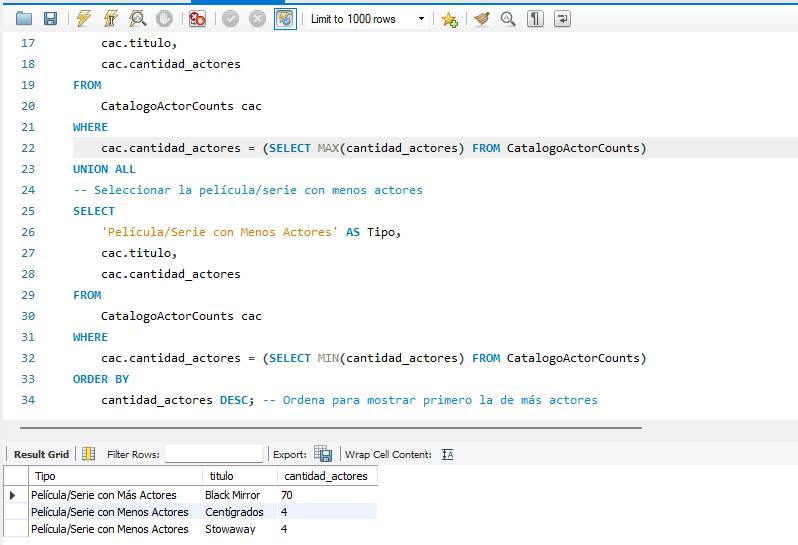 Limit to 1000 rows
17 cac.titulo,
18 cac.cantidad_actores
19 FROM
20 CatalogoActorCounts cac
21 WHERE
22 cac.cantidad_actores = (SELECT MAX(cantidad_actores) FROM CatalogoActorCounts)
23 UNION ALL
24 -- Seleccionar la película/serie con menos actores
25 SELECT
26 'Película/Serie con Menos Actores' AS Tipo,
27 cac.titulo,
28 cac.cantidad_actores
29 FROM
30 CatalogoActorCounts cac
31 WHERE
32 cac.cantidad_actores = (SELECT MIN(cantidad_actores) FROM CatalogoActorCounts)
33 ORDER BY
34 cantidad_actores DESC; -- Ordena para mostrar primero la de más actores
Result Grid Filter Rows: Export: Wrap Cell Content:
Tipo titulo cantidad_actores
Película/Serie con Más Actores Black Mirror 70
Película/Serie con Menos Actores Centígrados 4
Película/Serie con Menos Actores Stowaway 4